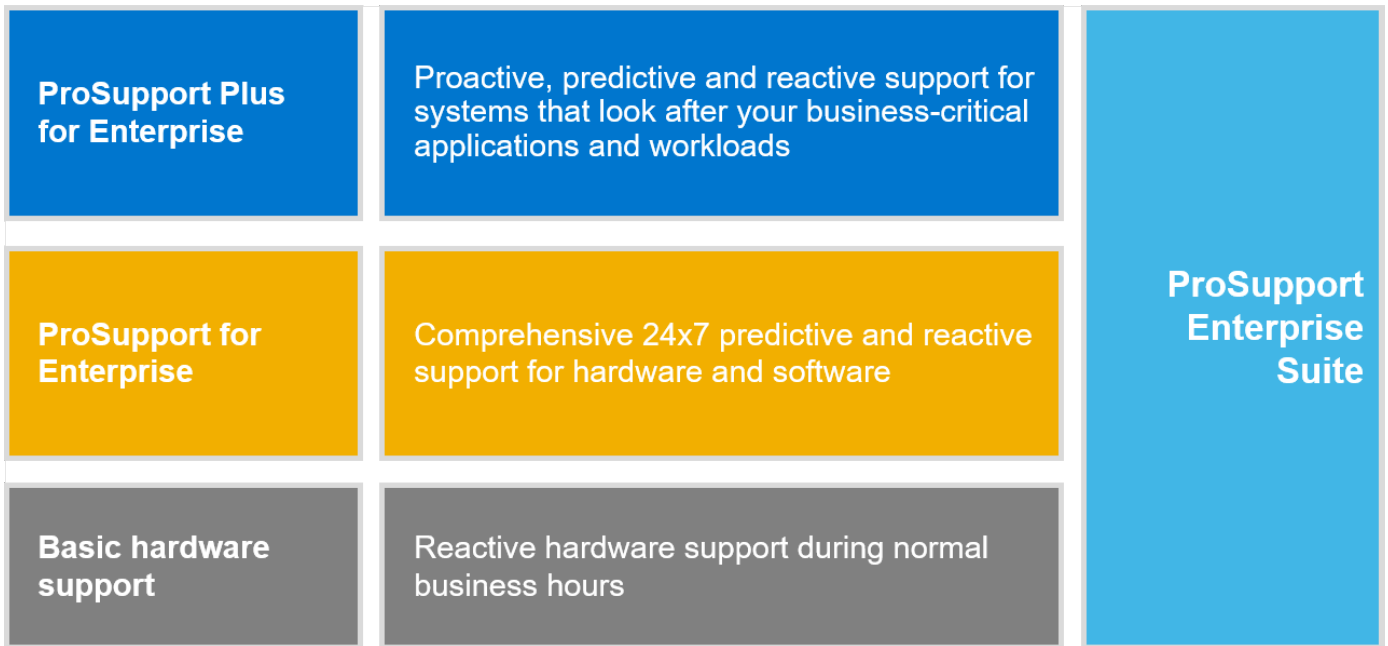 ProSupport Plus
for Enterprise
Proactive, predictive and reactive support for
systems that look after your business-critical
applications and workloads
ProSupport for
Enterprise
Comprehensive 24x7 predictive and reactive
support for hardware and software
Basic hardware
support
Reactive hardware support during normal
business hours
ProSupport
Enterprise
Suite